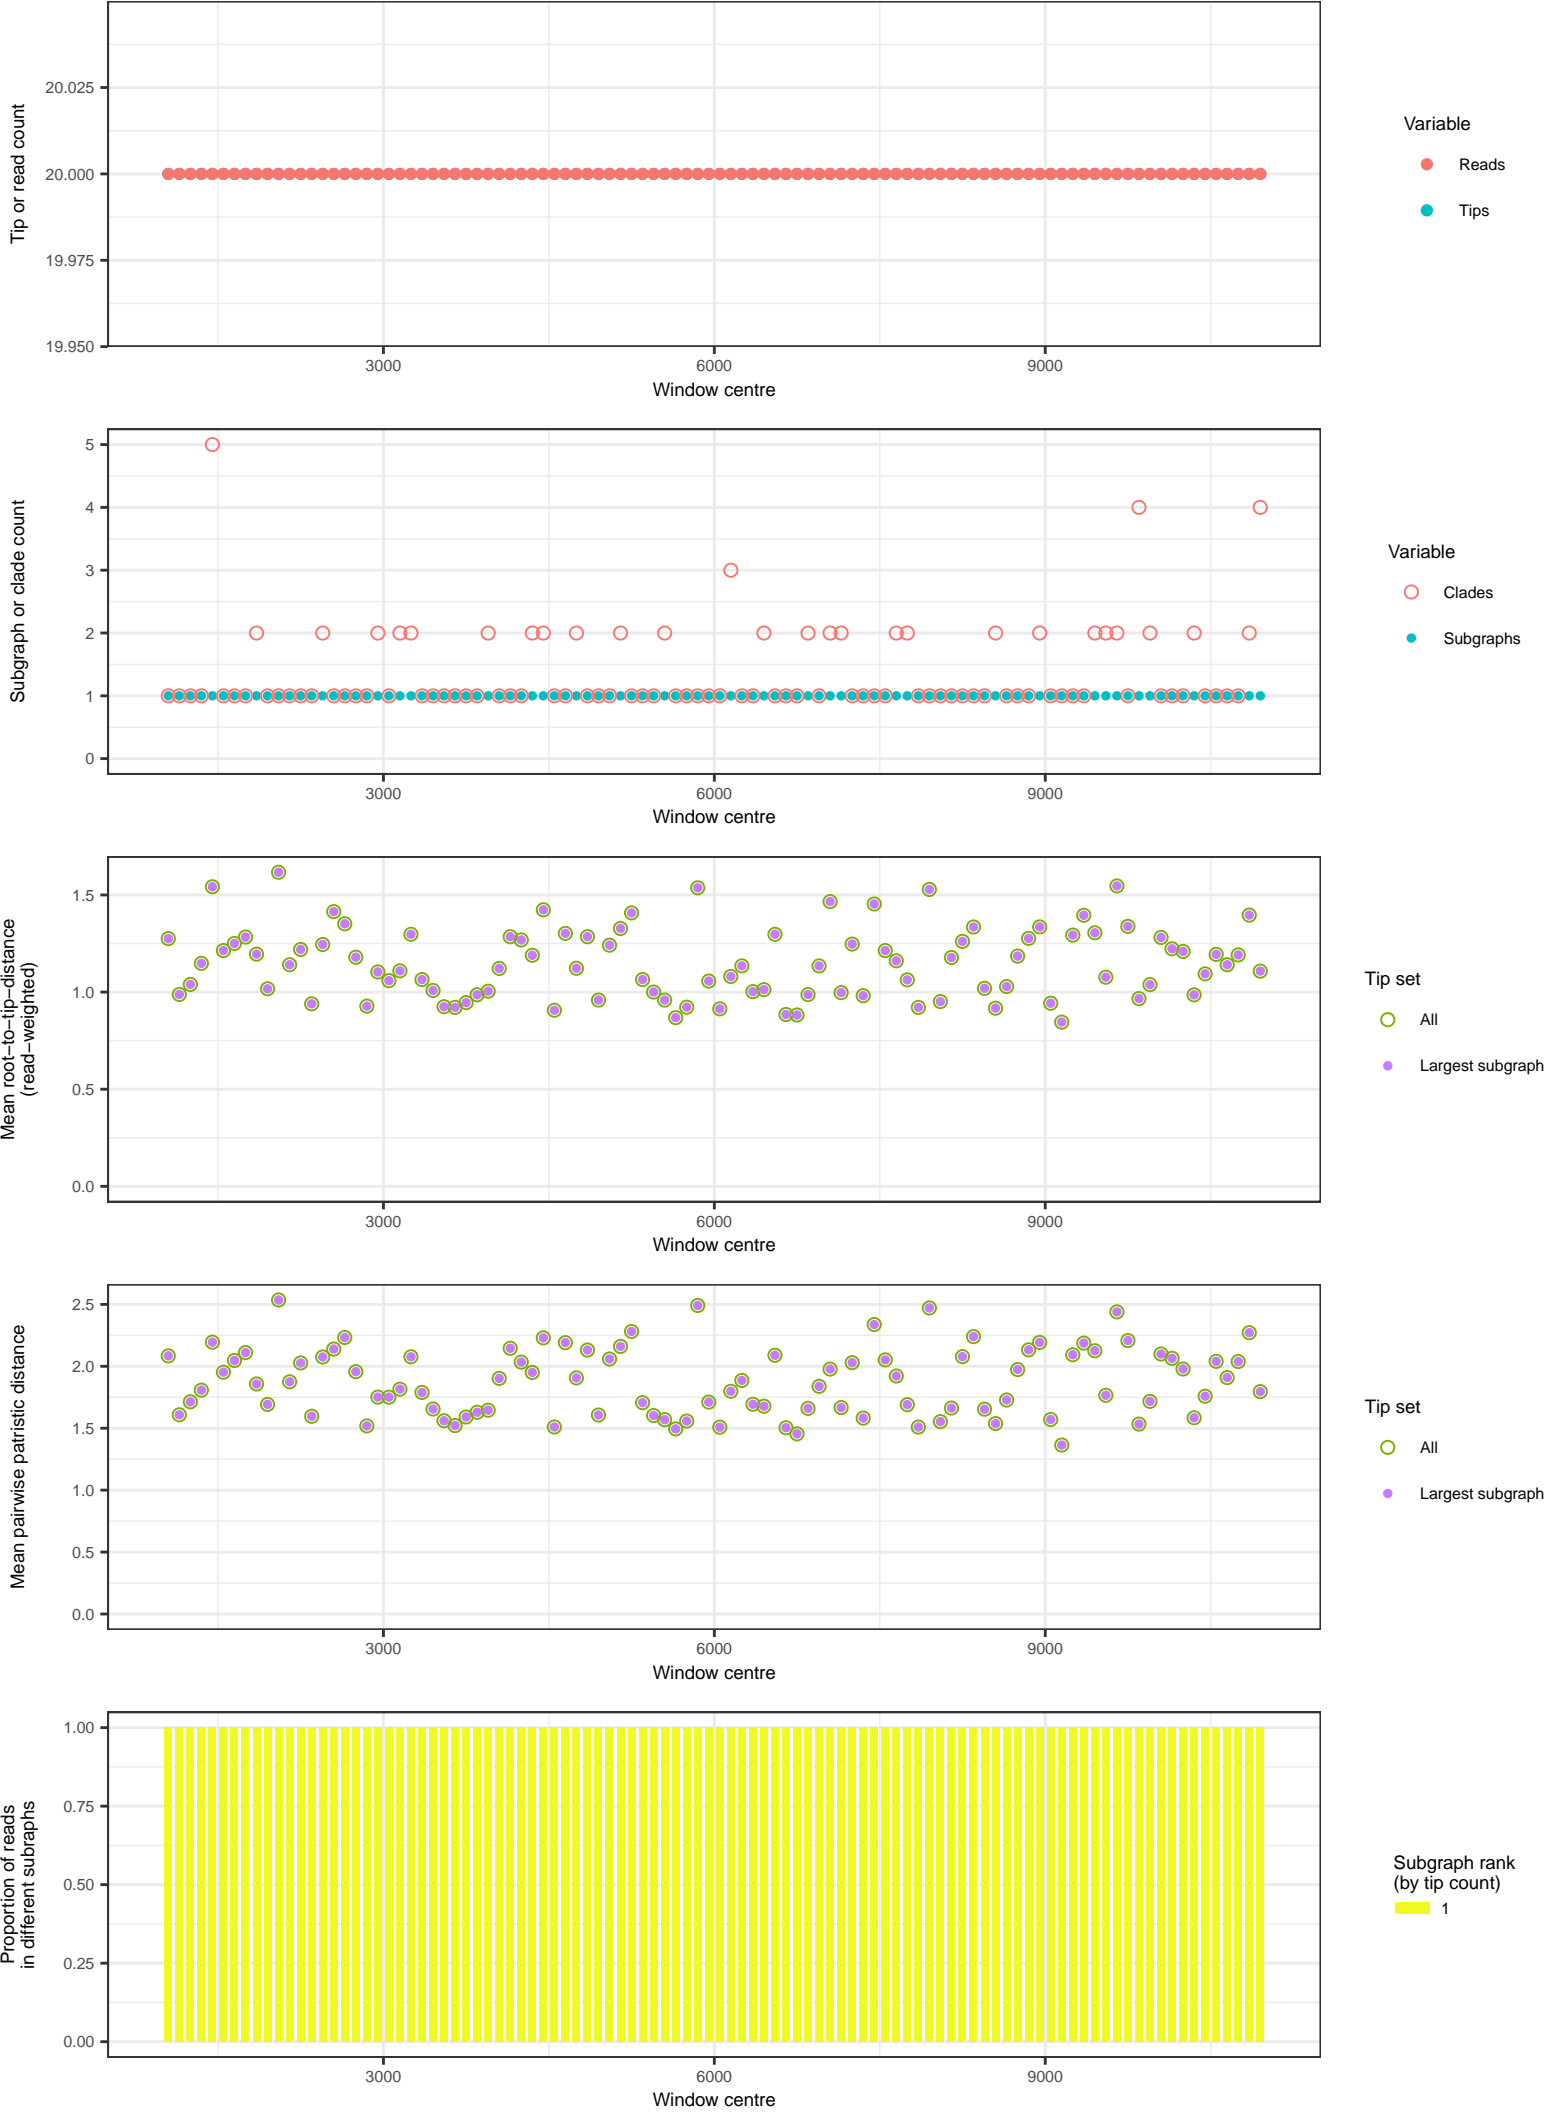 20.025
20.000
19.975
19.950
Tip or read count
3000 6000 9000
Window centre
Variable
Reads
Tips
5
4
3
2
1
0
Subgraph or clade count
3000 6000 9000
Window centre
Variable
Clades
Subgraphs
1.5
1.0
0.5
0.0
Mean root−to−tip−distance
(read−weighted)
3000 6000 9000
Window centre
Tip set
All
Largest subgraph
2.5
2.0
1.5
1.0
0.5
0.0
Mean pairwise patristic distance
3000 6000 9000
Window centre
Tip set
All
Largest subgraph
1.00
0.75
0.50
0.25
0.00
Proportion of reads
in different subraphs
3000 6000 9000
Window centre
Subgraph rank
(by tip count)
1